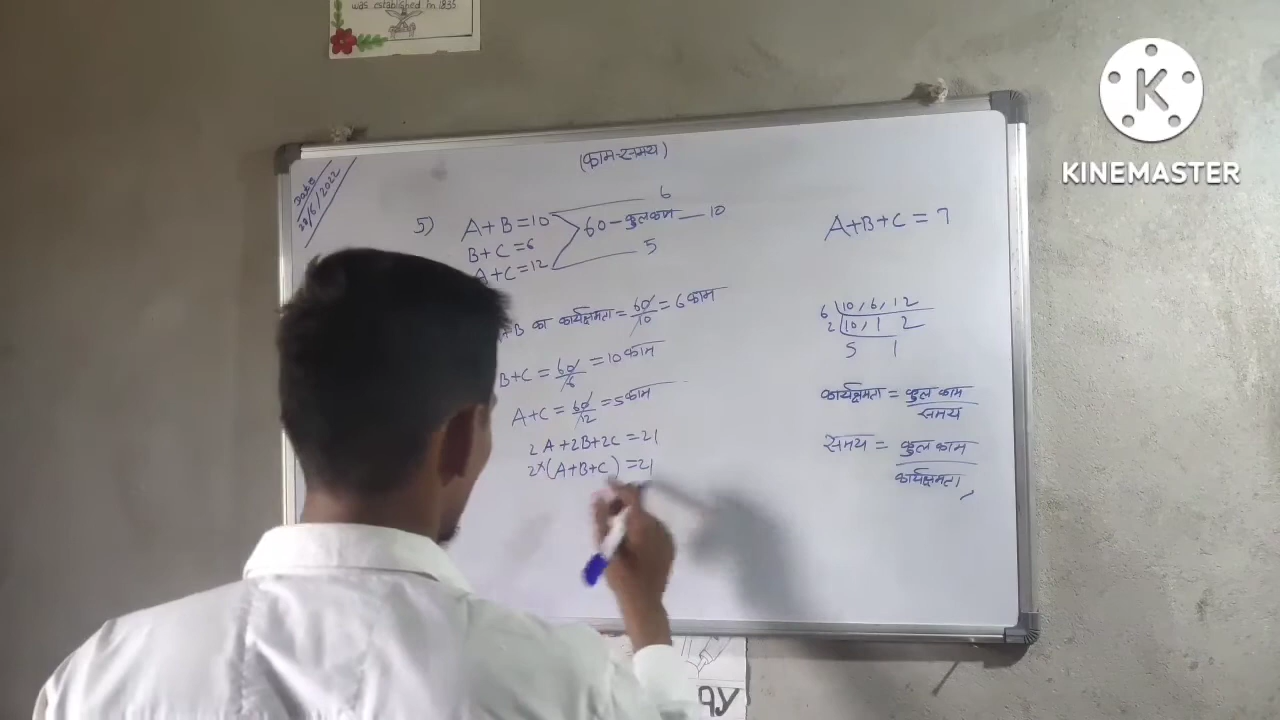 was established in 1835
K
KINEMASTER
(काम-समय)
Date
28/6/2022
5) A+B=10
B+C=6
A+C=12
6
60-कुलकाम-10
5
A+B+C=7
+B का कार्यक्षमता=60/10=6काम
B+C=60/6=10काम
A+C=60/12=5काम
2A+2B+2C=21
2*(A+B+C)=21
6 10, 6, 12
2 10, 1 2
5 1
कार्यक्षमता=कुल काम/समय
समय=कुल काम/कार्यक्षमता